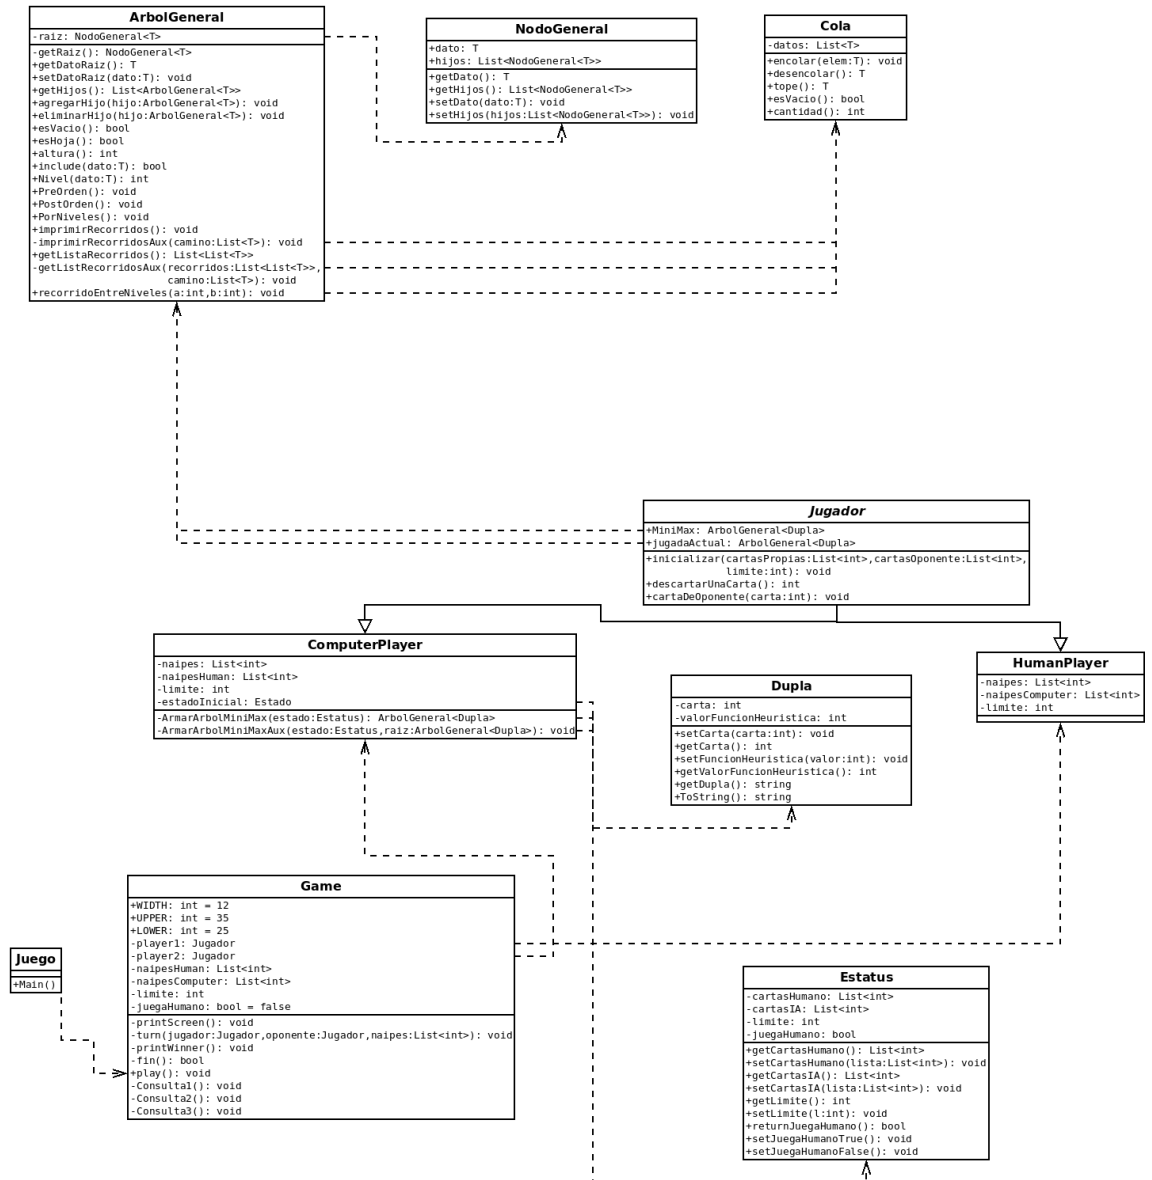 ArbolGeneral
-raiz: NodoGeneral<T>
-getRaiz(): NodoGeneral<T>
+getDatoRaiz(): T
+setDatoRaiz(dato:T): void
+getHijos(): List<ArbolGeneral<T>>
+agregarHijo(hijo:ArbolGeneral<T>): void
+eliminarHijo(hijo:ArbolGeneral<T>): void
+esVacio(): bool
+esHoja(): bool
+altura(): int
+include(dato:T): bool
+Nivel(dato:T): int
+PreOrden(): void
+PostOrden(): void
+PorNiveles(): void
+imprimirRecorridos(): void
-imprimirRecorridosAux(camino:List<T>): void
+getListaRecorridos(): List<List<T>>
-getListRecorridosAux(recorridos:List<List<T>>,
camino:List<T>): void
+recorridoEntreNiveles(a:int,b:int): void
NodoGeneral
+dato: T
+hijos: List<NodoGeneral<T>>
+getDato(): T
+getHijos(): List<NodoGeneral<T>>
+setDato(dato:T): void
+setHijos(hijos:List<NodoGeneral<T>>): void
Cola
-datos: List<T>
+encolar(elem:T): void
+desencolar(): T
+tope(): T
+esVacio(): bool
+cantidad(): int
Jugador
+MiniMax: ArbolGeneral<Dupla>
+jugadaActual: ArbolGeneral<Dupla>
+inicializar(cartasPropias:List<int>,cartasOponente:List<int>,
limite:int): void
+descartarUnaCarta(): int
+cartaDeOponente(carta:int): void
ComputerPlayer
-naipes: List<int>
-naipesHuman: List<int>
-limite: int
-estadoInicial: Estado
-ArmarArbolMiniMax(estado:Estatus): ArbolGeneral<Dupla>
-ArmarArbolMiniMaxAux(estado:Estatus,raiz:ArbolGeneral<Dupla>): void
HumanPlayer
-naipes: List<int>
-naipesComputer: List<int>
-limite: int
Dupla
-carta: int
-valorFuncionHeuristica: int
+setCarta(carta:int): void
+getCarta(): int
+setFuncionHeuristica(valor:int): void
+getValorFuncionHeuristica(): int
+getDupla(): string
+ToString(): string
Game
+WIDTH: int = 12
+UPPER: int = 35
+LOWER: int = 25
-player1: Jugador
-player2: Jugador
-naipesHuman: List<int>
-naipesComputer: List<int>
-limite: int
-juegaHumano: bool = false
-printScreen(): void
-turn(jugador:Jugador,oponente:Jugador,naipes:List<int>): void
-printWinner(): void
-fin(): bool
+play(): void
-Consulta1(): void
-Consulta2(): void
-Consulta3(): void
Juego
+Main()
Estatus
-cartasHumano: List<int>
-cartasIA: List<int>
-limite: int
-juegaHumano: bool
+getCartasHumano(): List<int>
+setCartasHumano(lista:List<int>): void
+getCartasIA(): List<int>
+setCartasIA(lista:List<int>): void
+getLimite(): int
+setLimite(l:int): void
+returnJuegaHumano(): bool
+setJuegaHumanoTrue(): void
+setJuegaHumanoFalse(): void